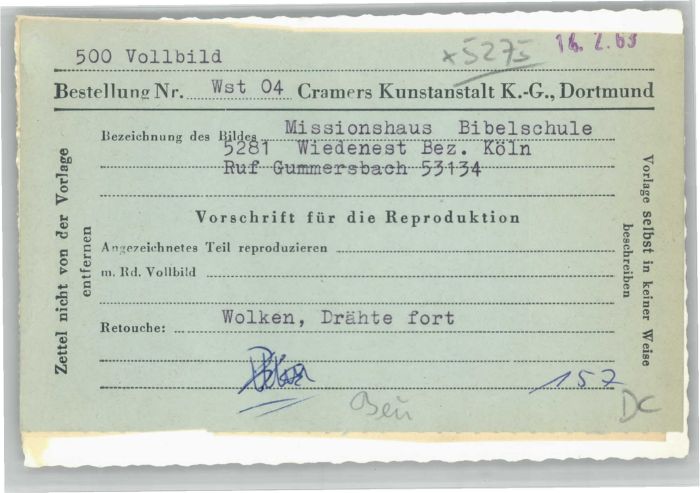 500 Vollbild
x5275
16. 2. 63
Bestellung Nr. Wst 04 Cramers Kunstanstalt K.-G., Dortmund
Bezeichnung des Bildes Missionshaus Bibelschule
5281 Wiedenest Bez. Köln
Ruf Gummersbach 53134
Vorschrift für die Reproduktion
Angezeichnetes Teil reproduzieren
m. Rd. Vollbild
Retouche: Wolken, Drähte fort
157
DC
Zettel nicht von der Vorlage
entfernen
Vorlage selbst in keiner Weise
beschreiben